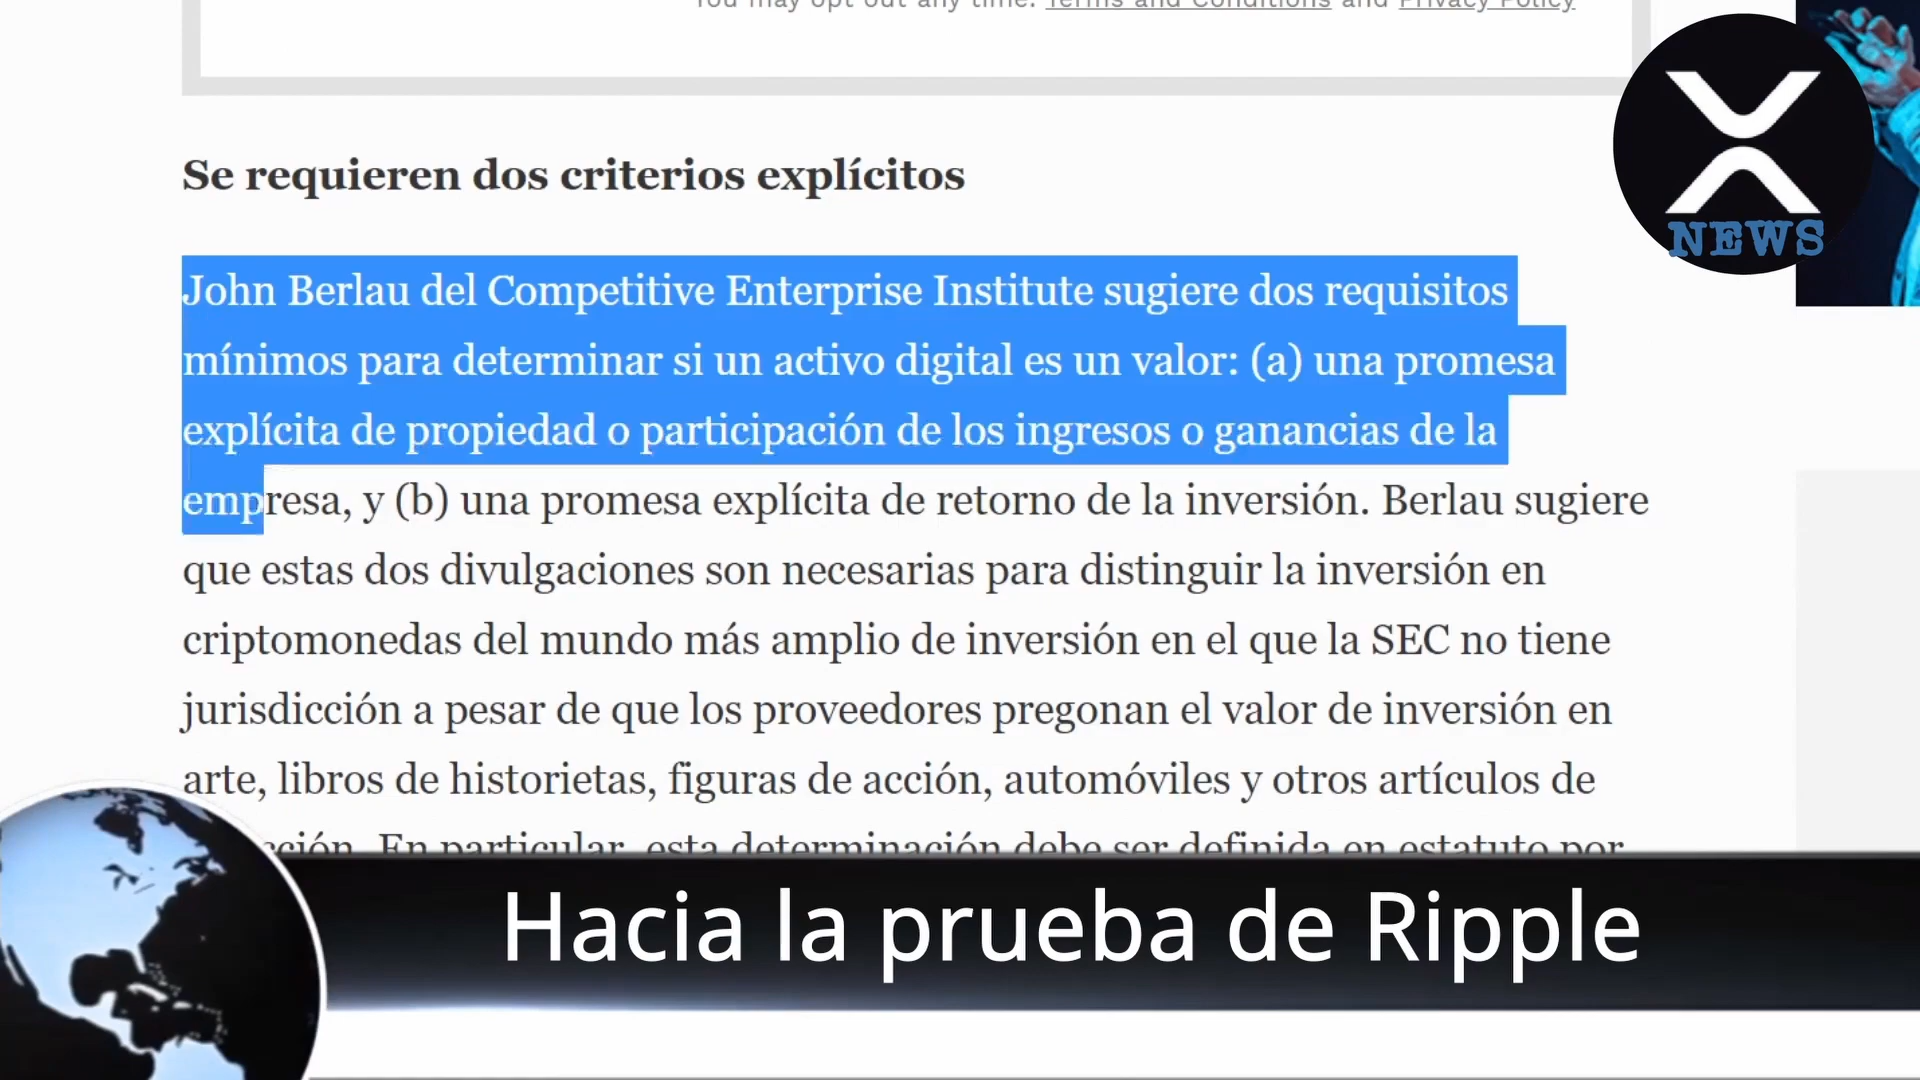 You may opt out any time. Terms and Conditions and Privacy Policy
NEWS
Se requieren dos criterios explícitos
John Berlau del Competitive Enterprise Institute sugiere dos requisitos
mínimos para determinar si un activo digital es un valor: (a) una promesa
explícita de propiedad o participación de los ingresos o ganancias de la
empresa, y (b) una promesa explícita de retorno de la inversión. Berlau sugiere
que estas dos divulgaciones son necesarias para distinguir la inversión en
criptomonedas del mundo más amplio de inversión en el que la SEC no tiene
jurisdicción a pesar de que los proveedores pregonan el valor de inversión en
arte, libros de historietas, figuras de acción, automóviles y otros artículos de
En particular, esta determinación debe ser definida en estatuto por
Hacia la prueba de Ripple